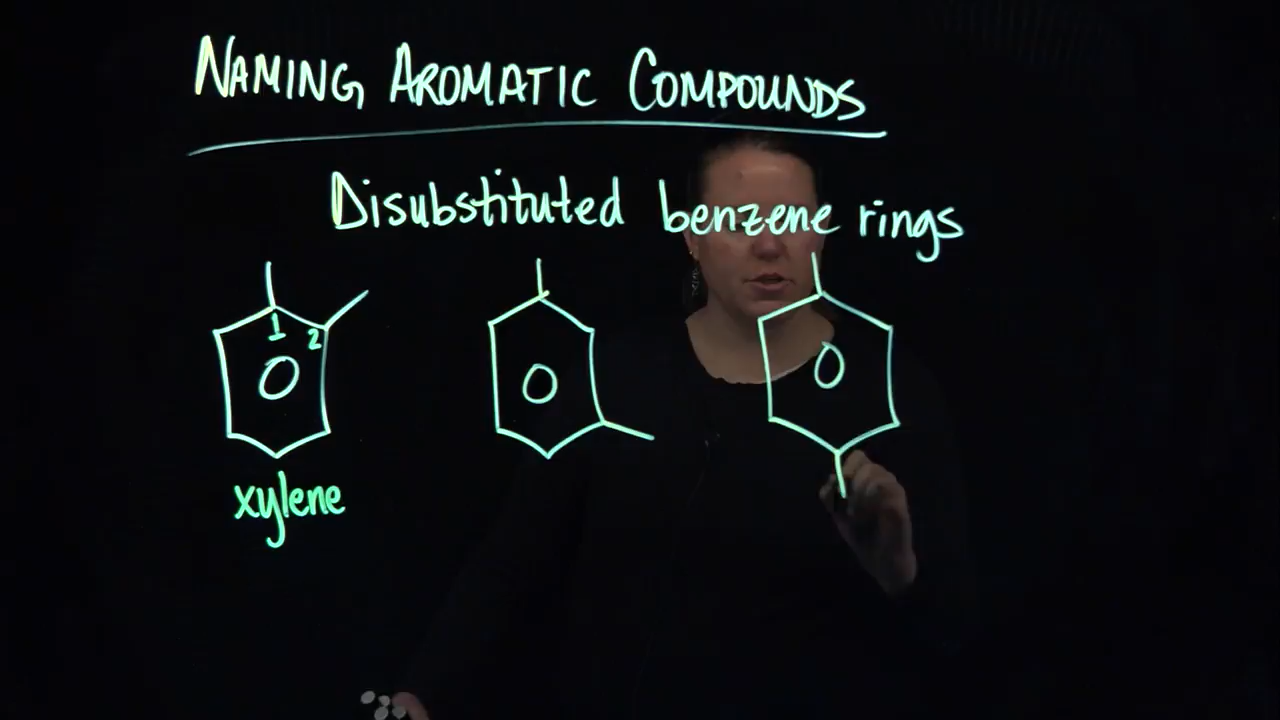 NAMING AROMATIC COMPOUNDS
Disubstituted benzene rings
1
2
xylene